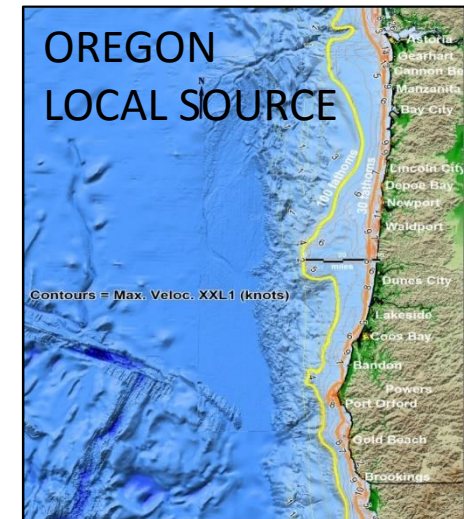 OREGON
LOCAL SOURCE
N
Astoria
Gearhart
Cannon Be
Manzanita
Bay City
100 fathoms
30 fathoms
Lincoln City
Depoe Bay
Newport
Waldport
miles
Dunes City
Contours = Max. Veloc. XXL1 (knots)
Lakeside
Coos Bay
Bandon
Powers
Port Orford
Gold Beach
Brookings